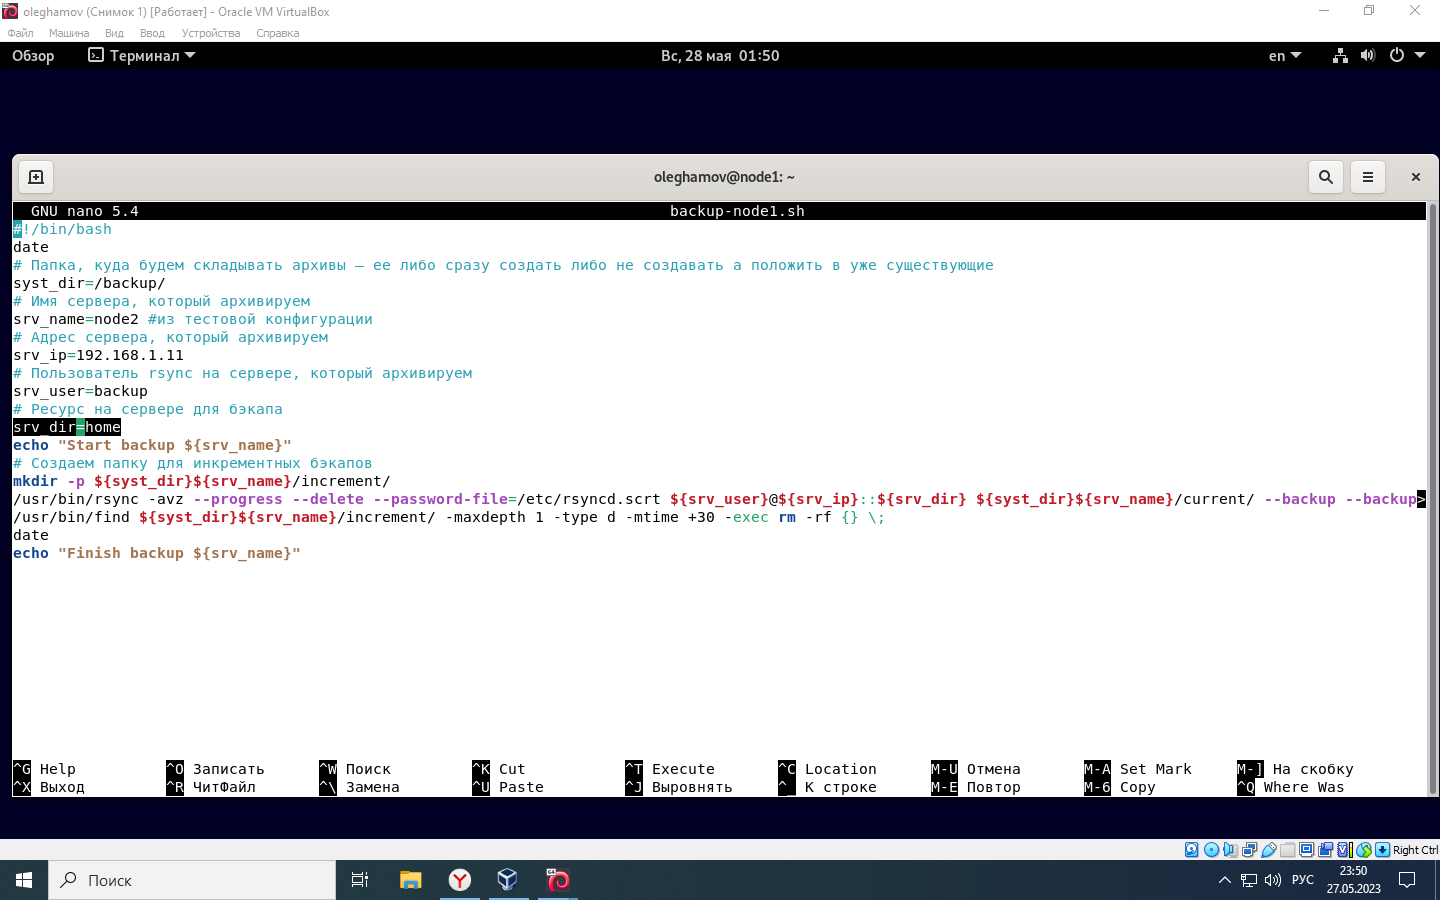 oleghamov (Снимок 1) [Работает] - Oracle VM VirtualBox
Файл Машина Вид Ввод Устройства Справка
Обзор Терминал Вс, 28 мая 01:50 en
oleghamov@node1: ~
GNU nano 5.4 backup-node1.sh
#!/bin/bash
date
# Папка, куда будем складывать архивы – ее либо сразу создать либо не создавать а положить в уже существующие
syst_dir=/backup/
# Имя сервера, который архивируем
srv_name=node2 #из тестовой конфигурации
# Адрес сервера, который архивируем
srv_ip=192.168.1.11
# Пользователь rsync на сервере, который архивируем
srv_user=backup
# Ресурс на сервере для бэкапа
srv_dir=home
echo "Start backup ${srv_name}"
# Создаем папку для инкрементных бэкапов
mkdir -p ${syst_dir}${srv_name}/increment/
/usr/bin/rsync -avz --progress --delete --password-file=/etc/rsyncd.scrt ${srv_user}@${srv_ip}::${srv_dir} ${syst_dir}${srv_name}/current/ --backup --backup>
/usr/bin/find ${syst_dir}${srv_name}/increment/ -maxdepth 1 -type d -mtime +30 -exec rm -rf {} \;
date
echo "Finish backup ${srv_name}"
^G Help ^O Записать ^W Поиск ^K Cut ^T Execute ^C Location M-U Отмена M-A Set Mark M-] На скобку
^X Выход ^R ЧитФайл ^\ Замена ^U Paste ^J Выровнять ^_ К строке M-E Повтор M-6 Copy ^Q Where Was
Right Ctrl
Поиск РУС 23:50
27.05.2023